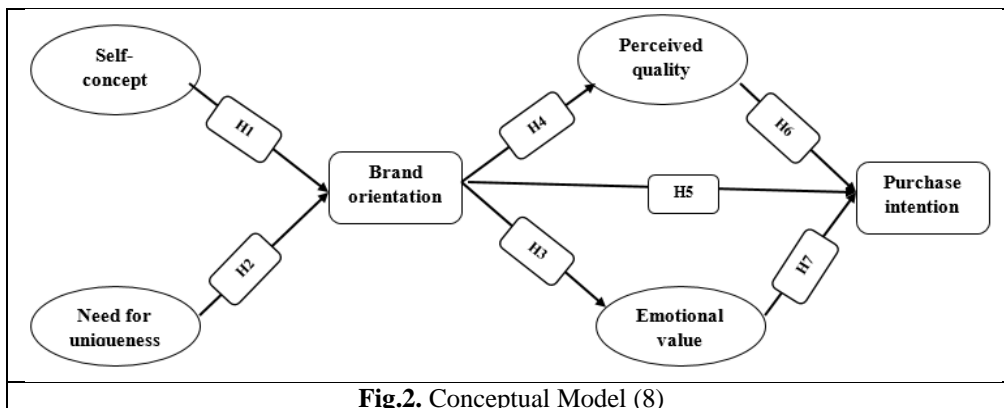 Self-
concept
H1
Need for
uniqueness
H2
Brand
orientation
H4
Perceived
quality
H6
H5
H3
Emotional
value
H7
Purchase
intention
Fig.2. Conceptual Model (8)